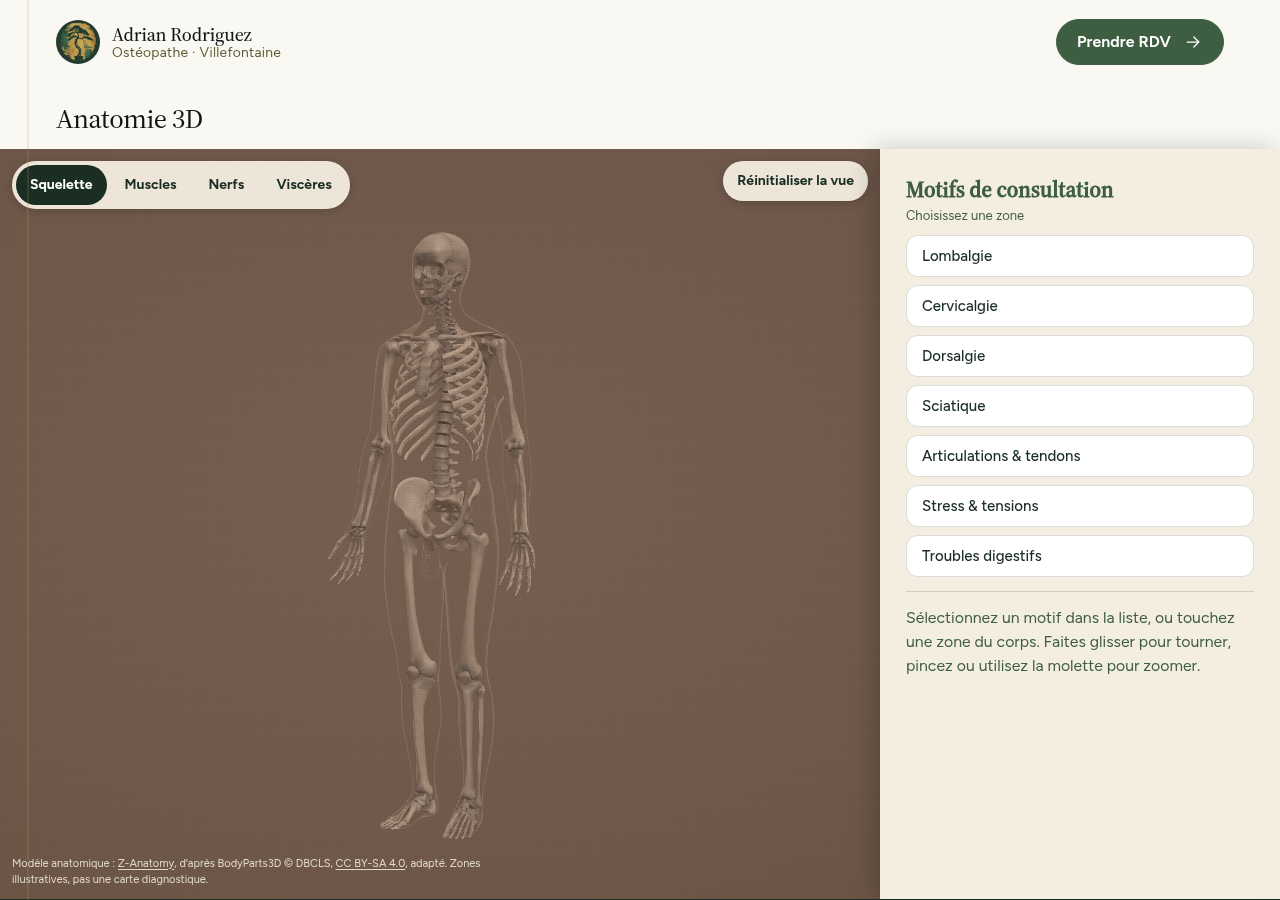 Adrian Rodriguez
Ostéopathe · Villefontaine
Prendre RDV
Anatomie 3D
Squelette
Muscles
Nerfs
Viscères
Réinitialiser la vue
Modèle anatomique : Z-Anatomy, d’après BodyParts3D © DBCLS, CC BY-SA 4.0, adapté. Zones
illustratives, pas une carte diagnostique.
Motifs de consultation
Choisissez une zone
Lombalgie
Cervicalgie
Dorsalgie
Sciatique
Articulations & tendons
Stress & tensions
Troubles digestifs
Sélectionnez un motif dans la liste, ou touchez
une zone du corps. Faites glisser pour tourner,
pincez ou utilisez la molette pour zoomer.